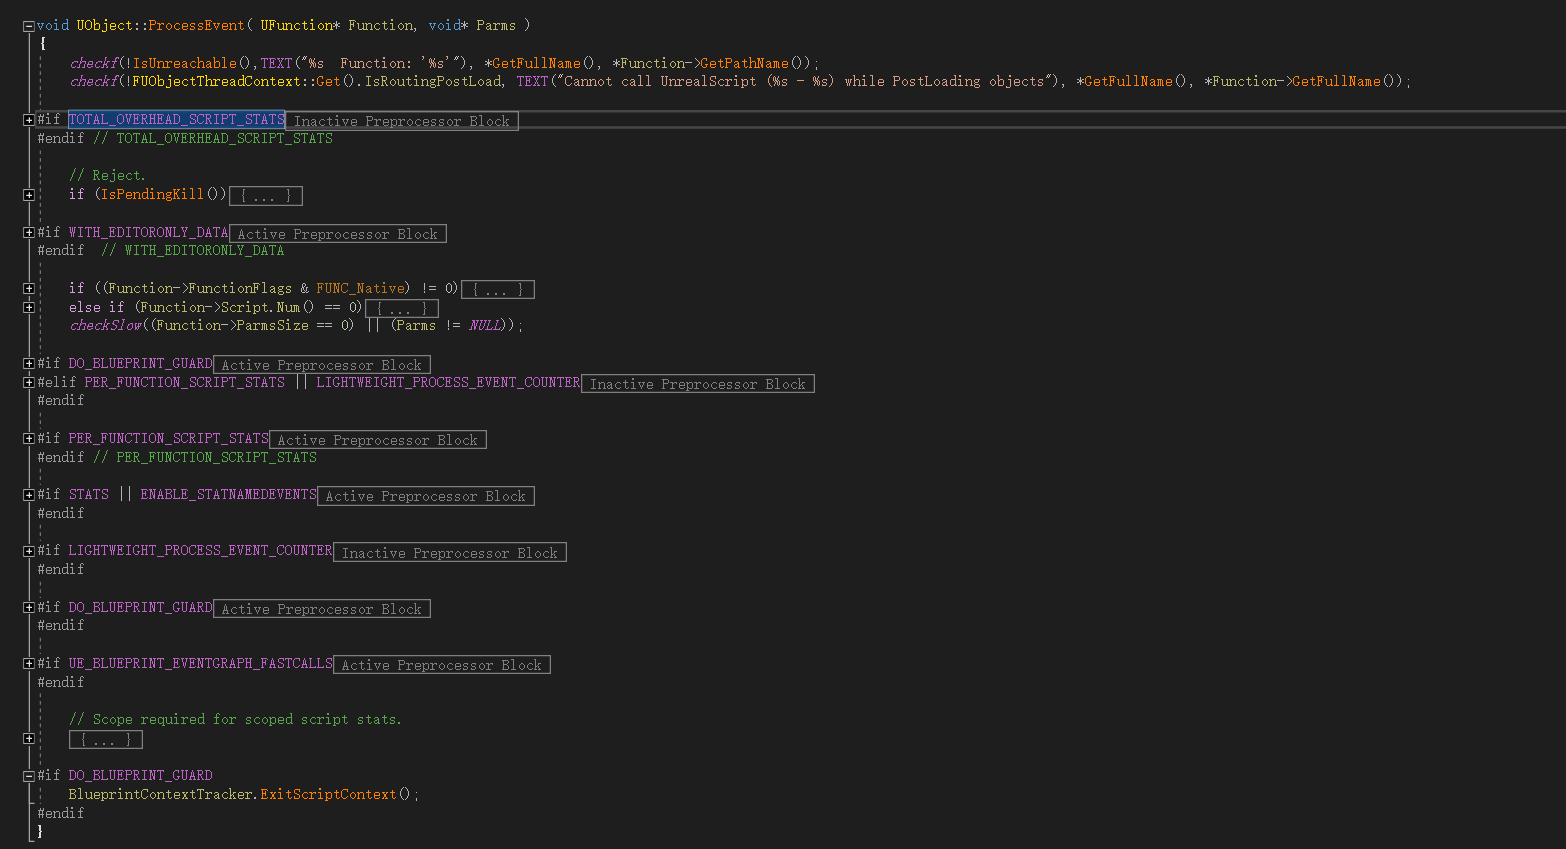 void UObject::ProcessEvent( UFunction* Function, void* Parms )
{
checkf(!IsUnreachable(),TEXT("%s  Function: '%s'"), *GetFullName(), *Function->GetPathName());
checkf(!FUObjectThreadContext::Get().IsRoutingPostLoad, TEXT("Cannot call UnrealScript (%s - %s) while PostLoading objects"), *GetFullName(), *Function->GetFullName());
#if TOTAL_OVERHEAD_SCRIPT_STATS Inactive Preprocessor Block
#endif // TOTAL_OVERHEAD_SCRIPT_STATS
// Reject.
if (IsPendingKill()) { ... }
#if WITH_EDITORONLY_DATA Active Preprocessor Block
#endif  // WITH_EDITORONLY_DATA
if ((Function->FunctionFlags & FUNC_Native) != 0) { ... }
else if (Function->Script.Num() == 0) { ... }
checkSlow((Function->ParmsSize == 0) || (Parms != NULL));
#if DO_BLUEPRINT_GUARD Active Preprocessor Block
#elif PER_FUNCTION_SCRIPT_STATS || LIGHTWEIGHT_PROCESS_EVENT_COUNTER Inactive Preprocessor Block
#endif
#if PER_FUNCTION_SCRIPT_STATS Active Preprocessor Block
#endif // PER_FUNCTION_SCRIPT_STATS
#if STATS || ENABLE_STATNAMEDEVENTS Active Preprocessor Block
#endif
#if LIGHTWEIGHT_PROCESS_EVENT_COUNTER Inactive Preprocessor Block
#endif
#if DO_BLUEPRINT_GUARD Active Preprocessor Block
#endif
#if UE_BLUEPRINT_EVENTGRAPH_FASTCALLS Active Preprocessor Block
#endif
// Scope required for scoped script stats.
{ ... }
#if DO_BLUEPRINT_GUARD
BlueprintContextTracker.ExitScriptContext();
#endif
}